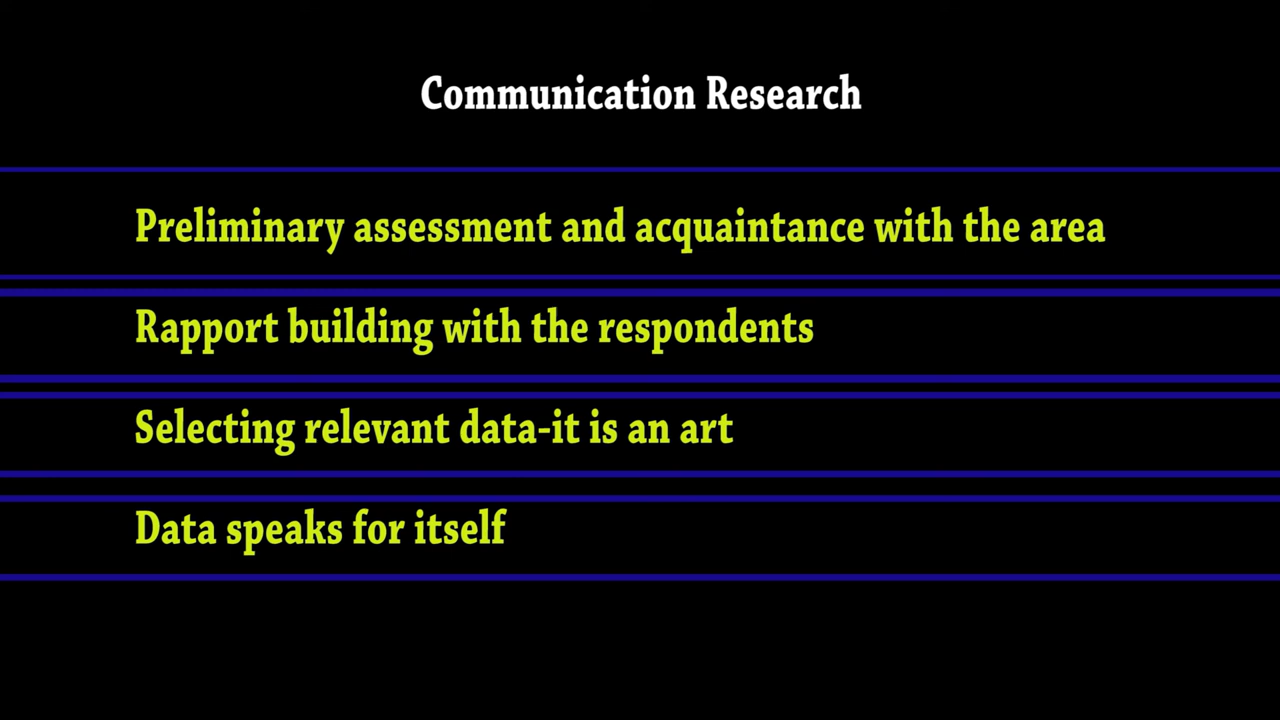 Communication Research
Preliminary assessment and acquaintance with the area
Rapport building with the respondents
Selecting relevant data-it is an art
Data speaks for itself